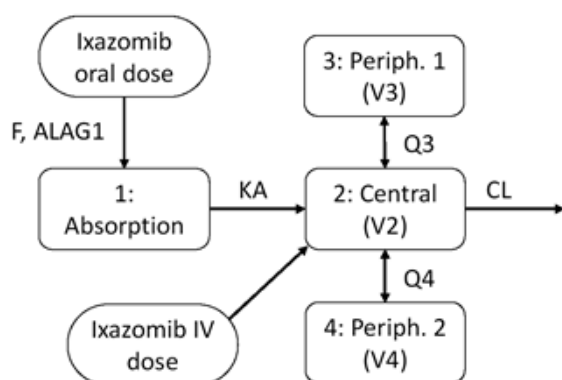 Ixazomib
oral dose
F, ALAG1
1:
Absorption
KA
3: Periph. 1
(V3)
Q3
2: Central
(V2)
CL
Q4
Ixazomib IV
dose
4: Periph. 2
(V4)